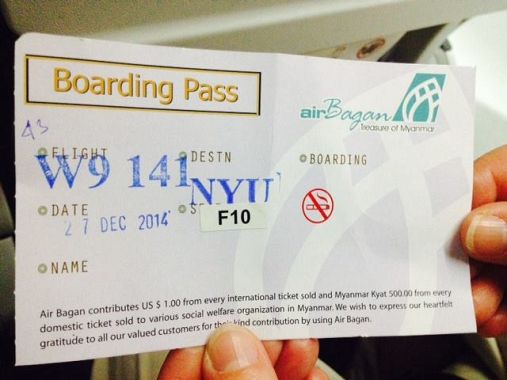 Boarding Pass
airBagan
Treasure of Myanmar
43
FLIGHT DESTN BOARDING
W9 141 NYU
DATE
27 DEC 2014 F10
NAME
Air Bagan contributes US $ 1.00 from every international ticket sold and Myanmar Kyat 500.00 from every
domestic ticket sold to various social welfare organization in Myanmar. We wish to express our heartfelt
gratitude to all our valued customers for their kind contribution by using Air Bagan.